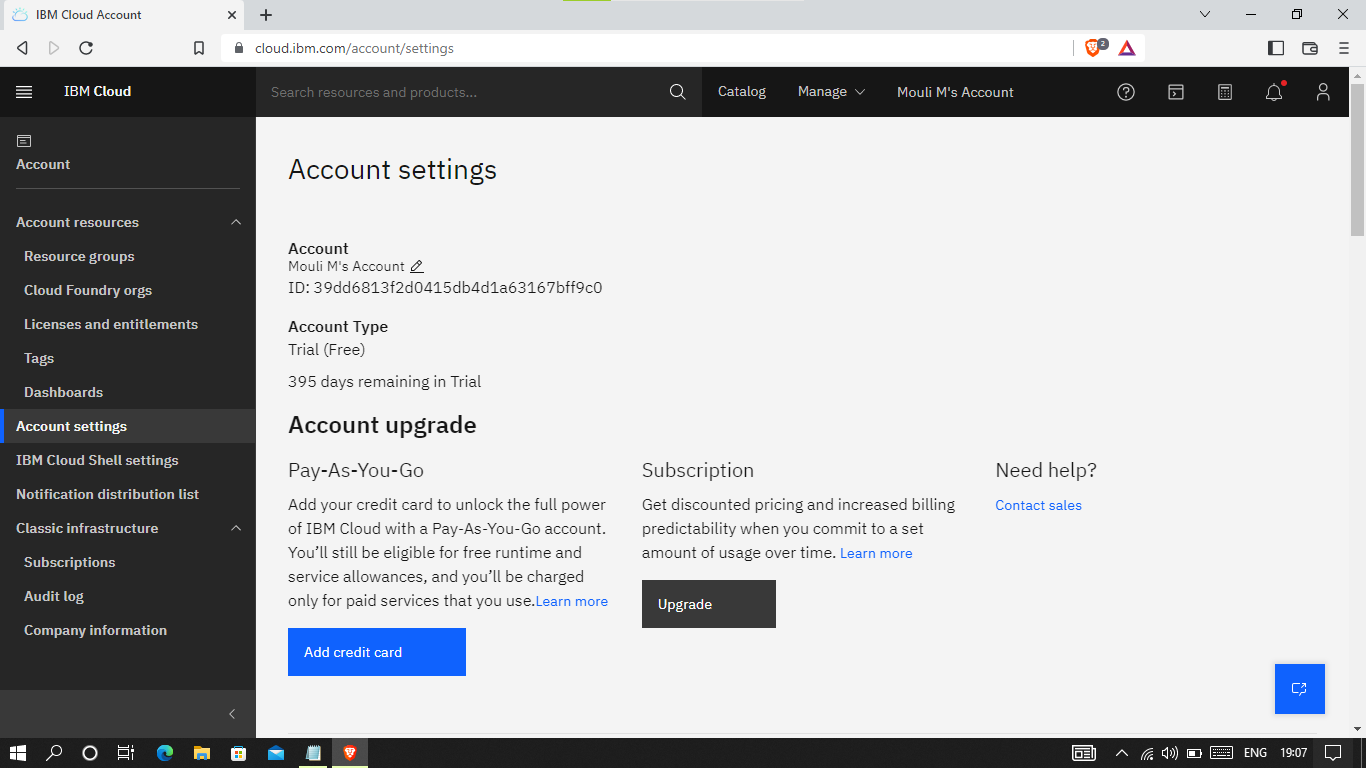 IBM Cloud Account
cloud.ibm.com/account/settings
2
IBM Cloud
Search resources and products...
Catalog
Manage
Mouli M's Account
Account
Account resources
Resource groups
Cloud Foundry orgs
Licenses and entitlements
Tags
Dashboards
Account settings
IBM Cloud Shell settings
Notification distribution list
Classic infrastructure
Subscriptions
Audit log
Company information
Account settings
Account
Mouli M's Account
ID: 39dd6813f2d0415db4d1a63167bff9c0
Account Type
Trial (Free)
395 days remaining in Trial
Account upgrade
Pay-As-You-Go
Add your credit card to unlock the full power
of IBM Cloud with a Pay-As-You-Go account.
You’ll still be eligible for free runtime and
service allowances, and you’ll be charged
only for paid services that you use.Learn more
Add credit card
Subscription
Get discounted pricing and increased billing
predictability when you commit to a set
amount of usage over time. Learn more
Upgrade
Need help?
Contact sales
ENG
19:07